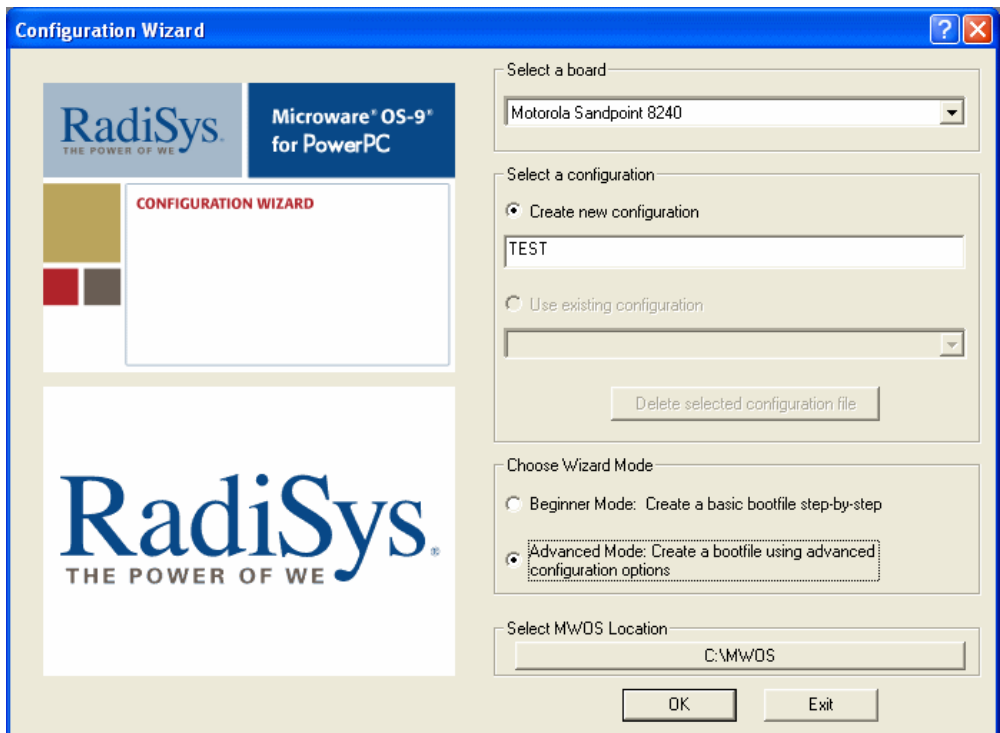 Configuration Wizard
RadiSys.
THE POWER OF WE
Microware® OS-9®
for PowerPC
CONFIGURATION WIZARD
RadiSys®
THE POWER OF WE
Select a board
Motorola Sandpoint 8240
Select a configuration
Create new configuration
TEST
Use existing configuration
Delete selected configuration file
Choose Wizard Mode
Beginner Mode: Create a basic bootfile step-by-step
Advanced Mode: Create a bootfile using advanced
configuration options
Select MWOS Location
C:\MWOS
OK
Exit